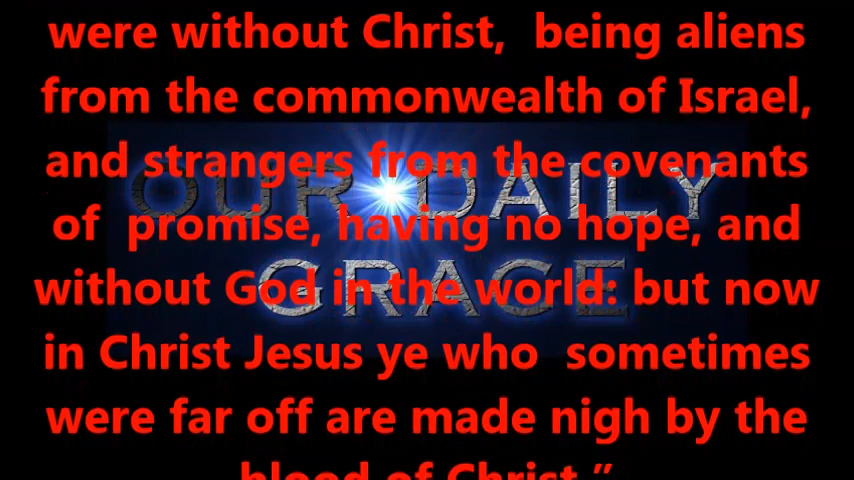 were without Christ,  being aliens
from the commonwealth of Israel,
and strangers from the covenants
of  promise, having no hope, and
without God in the world: but now
in Christ Jesus ye who  sometimes
were far off are made nigh by the
blood of Christ.”
OUR DAILY
GRACE